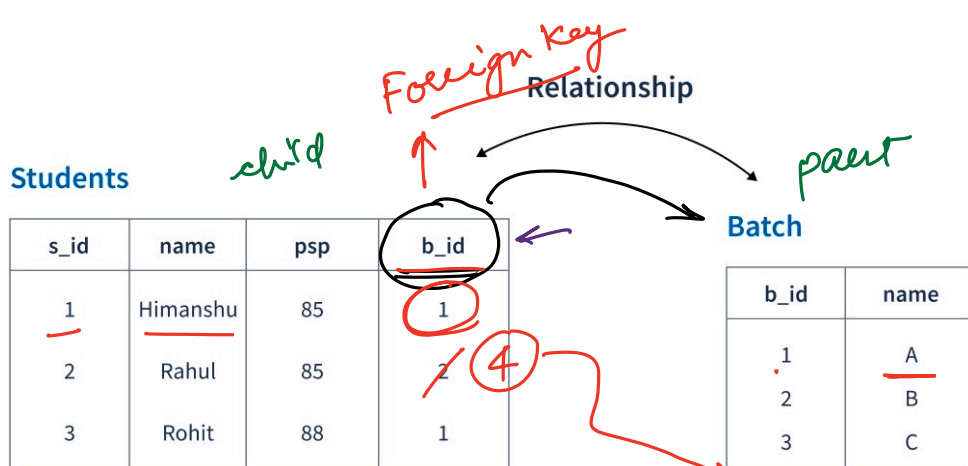 Foreign Key
Relationship
child
parent
Students
Batch
s_id name psp b_id
b_id name
1 Himanshu 85 1
1 A
2 Rahul 85 2 4
2 B
3 Rohit 88 1
3 C